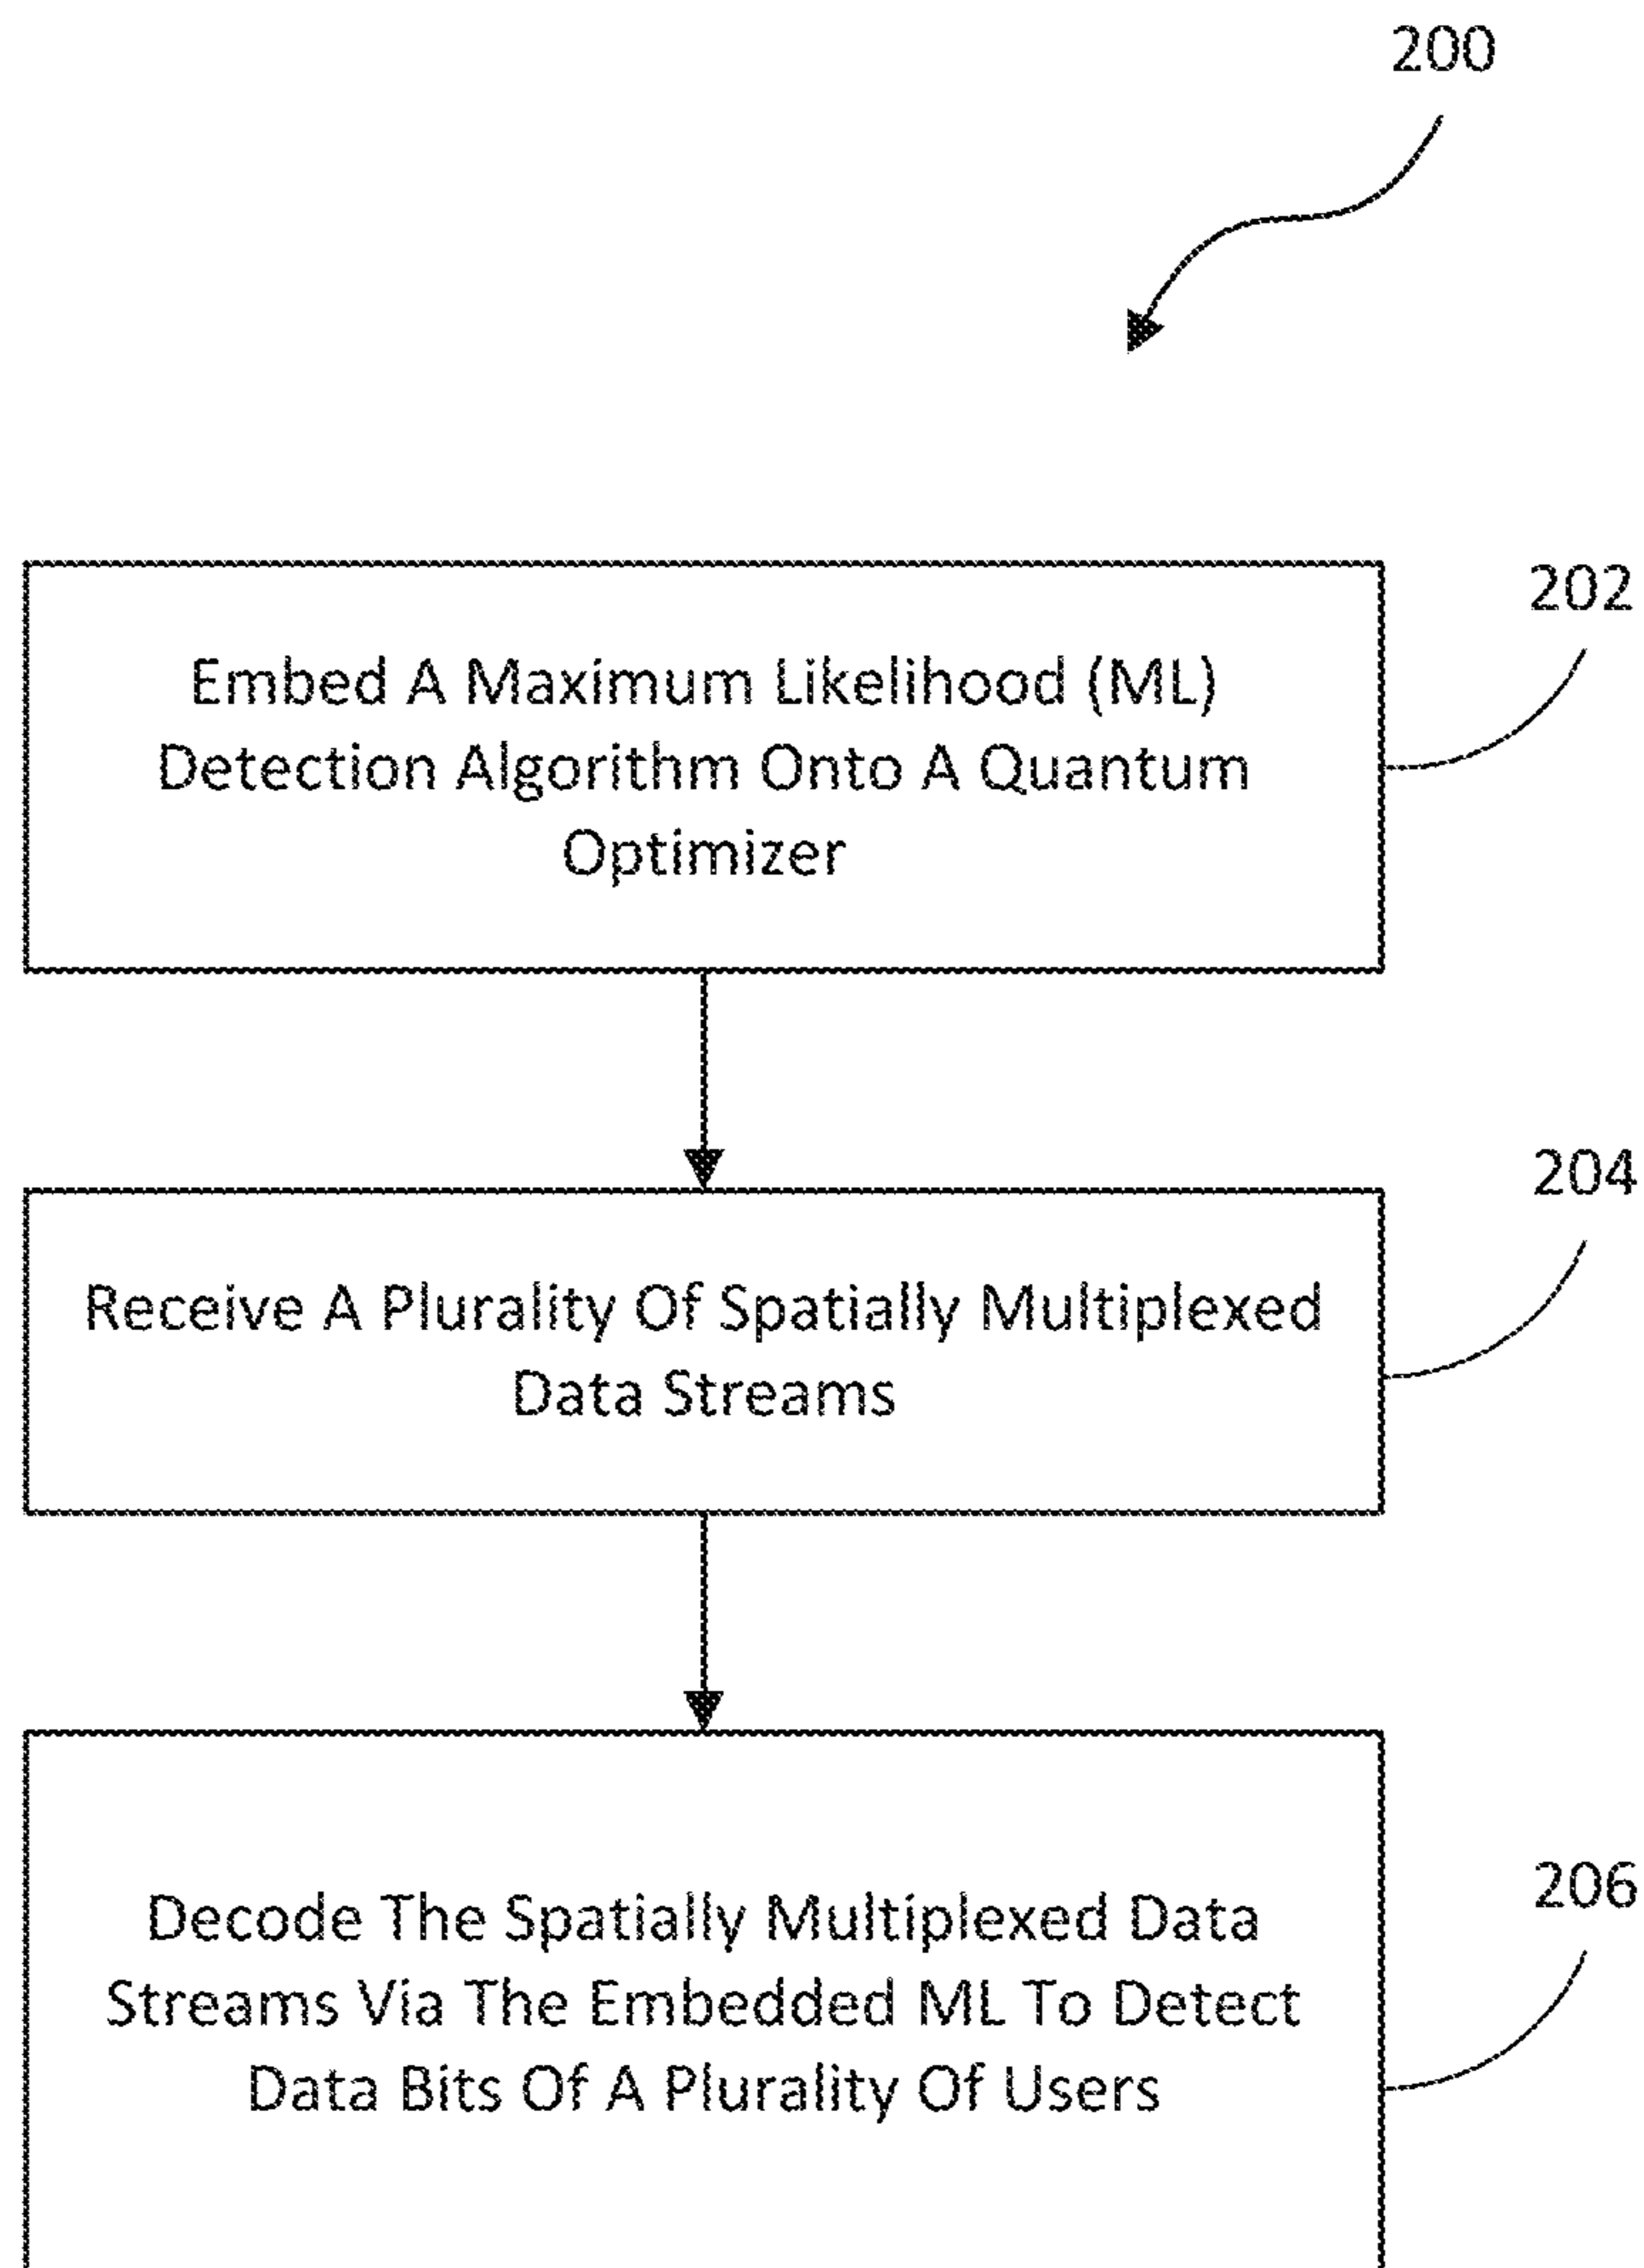 200
202
Embed A Maximum Likelihood (ML)
Detection Algorithm Onto A Quantum
Optimizer
204
Receive A Plurality Of Spatially Multiplexed
Data Streams
206
Decode The Spatially Multiplexed Data
Streams Via The Embedded ML To Detect
Data Bits Of A Plurality Of Users